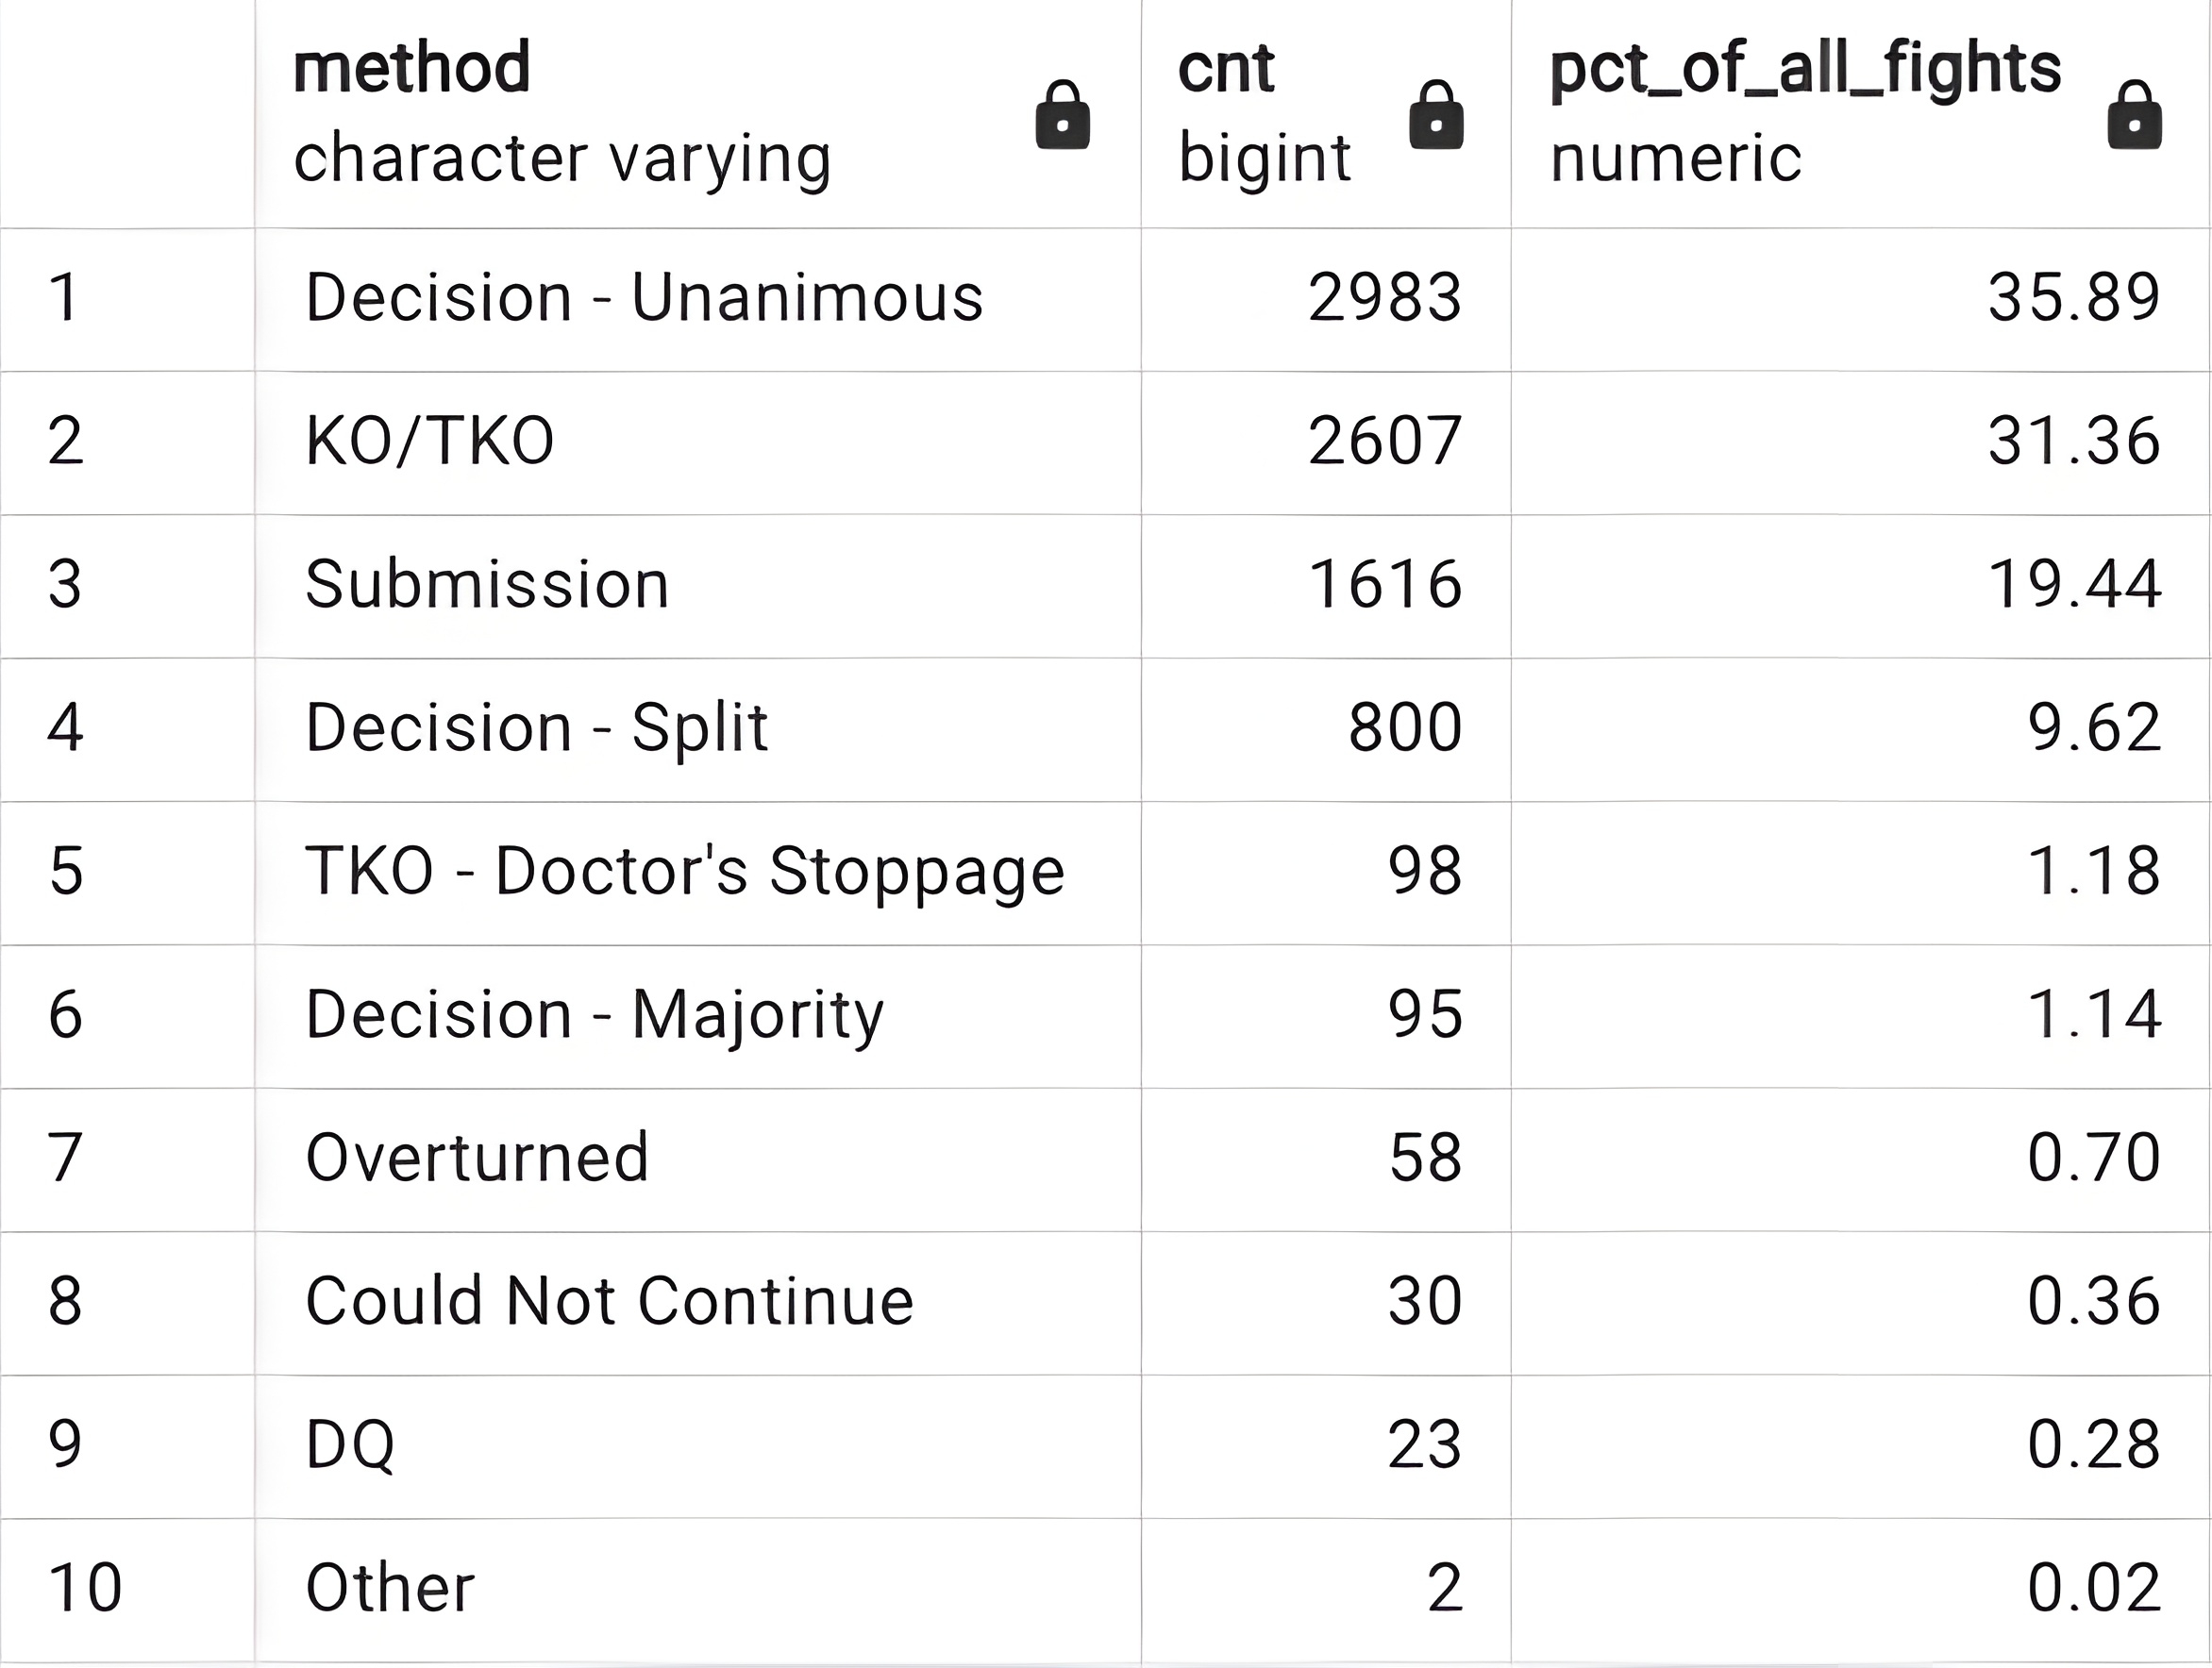 method cnt pct_of_all_fights
character varying bigint numeric
1 Decision - Unanimous 2983 35.89
2 KO/TKO 2607 31.36
3 Submission 1616 19.44
4 Decision - Split 800 9.62
5 TKO - Doctor's Stoppage 98 1.18
6 Decision - Majority 95 1.14
7 Overturned 58 0.70
8 Could Not Continue 30 0.36
9 DQ 23 0.28
10 Other 2 0.02